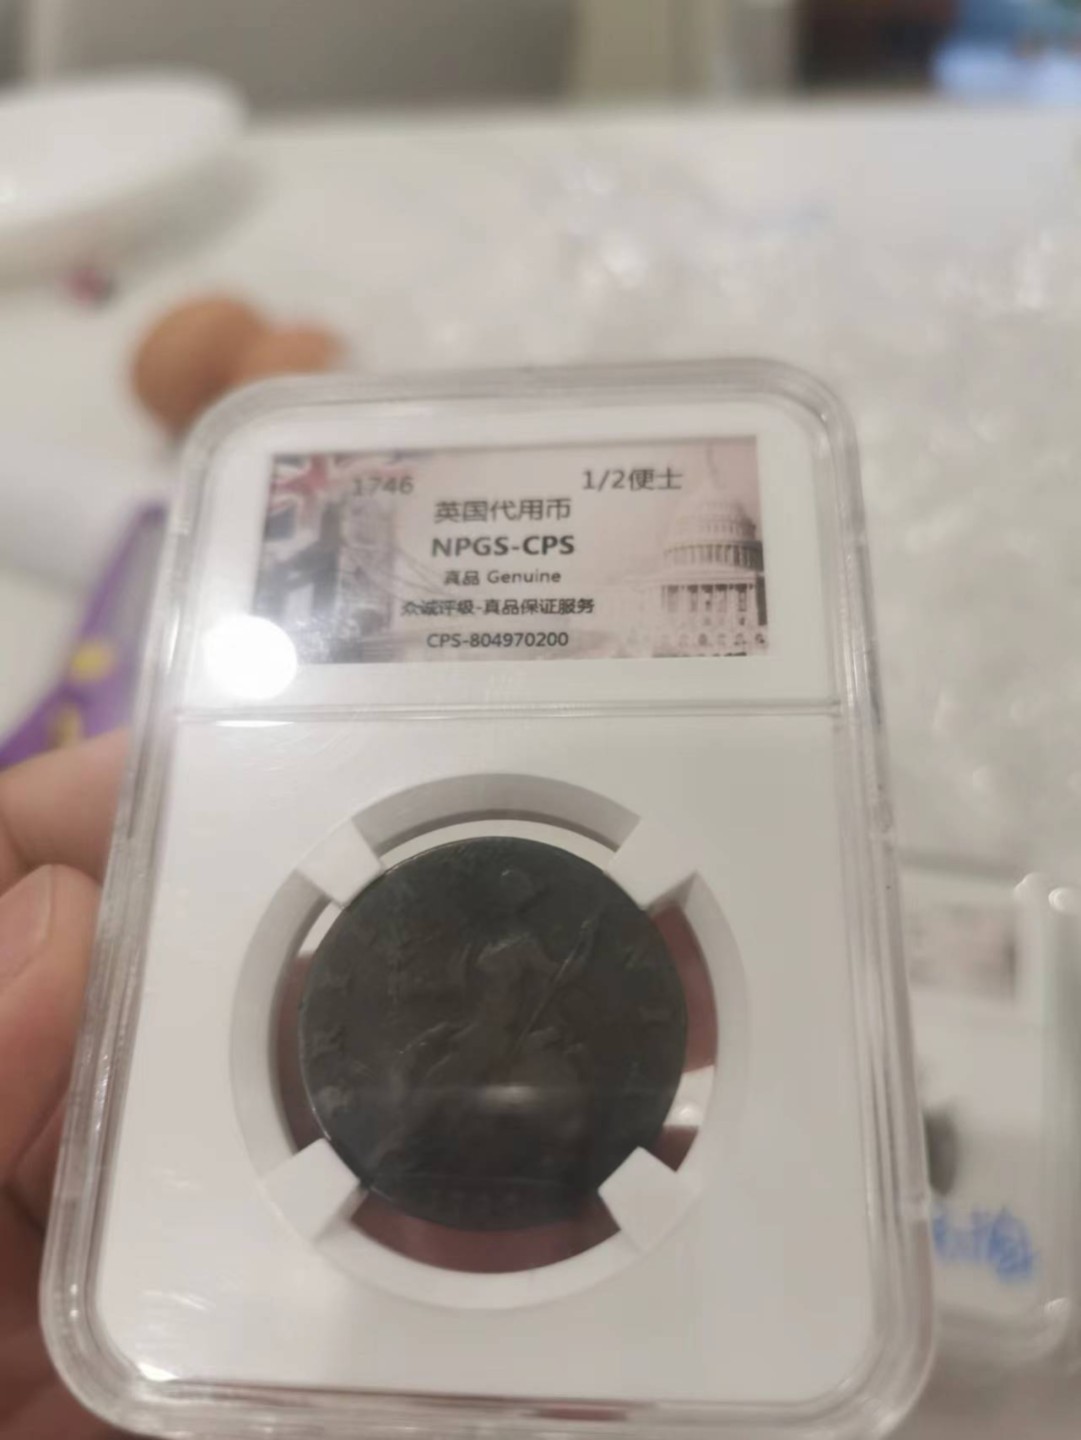 1746 1/2便士
英国代用币
NPGS-CPS
真品 Genuine
众诚评级-真品保证服务
CPS-804970200